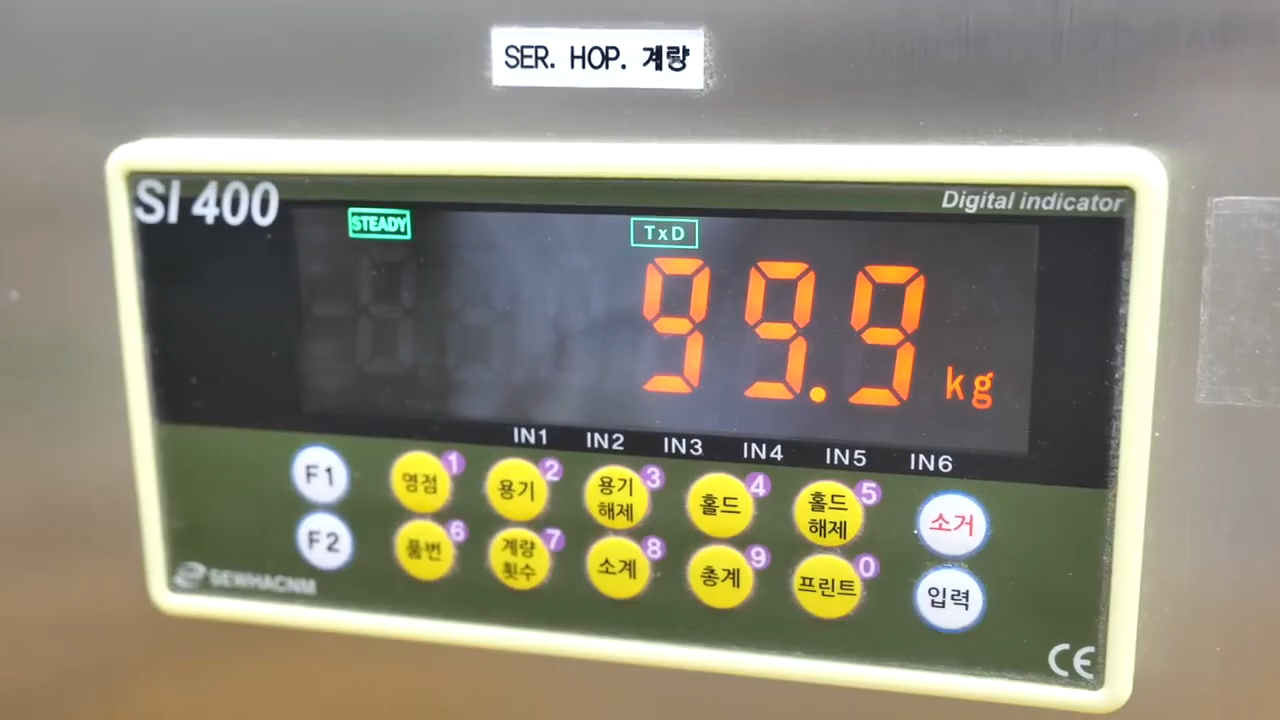 SER. HOP. 계량
SI 400
Digital indicator
STEADY
TxD
99.9 kg
IN1 IN2 IN3 IN4 IN5 IN6
F1 영점 1 용기 2 용기 해제 3 홀드 4 홀드 해제 5 소거
F2 품번 6 계량 횟수 7 소계 8 총계 9 프린트 0 입력
SEWHACNM
CE